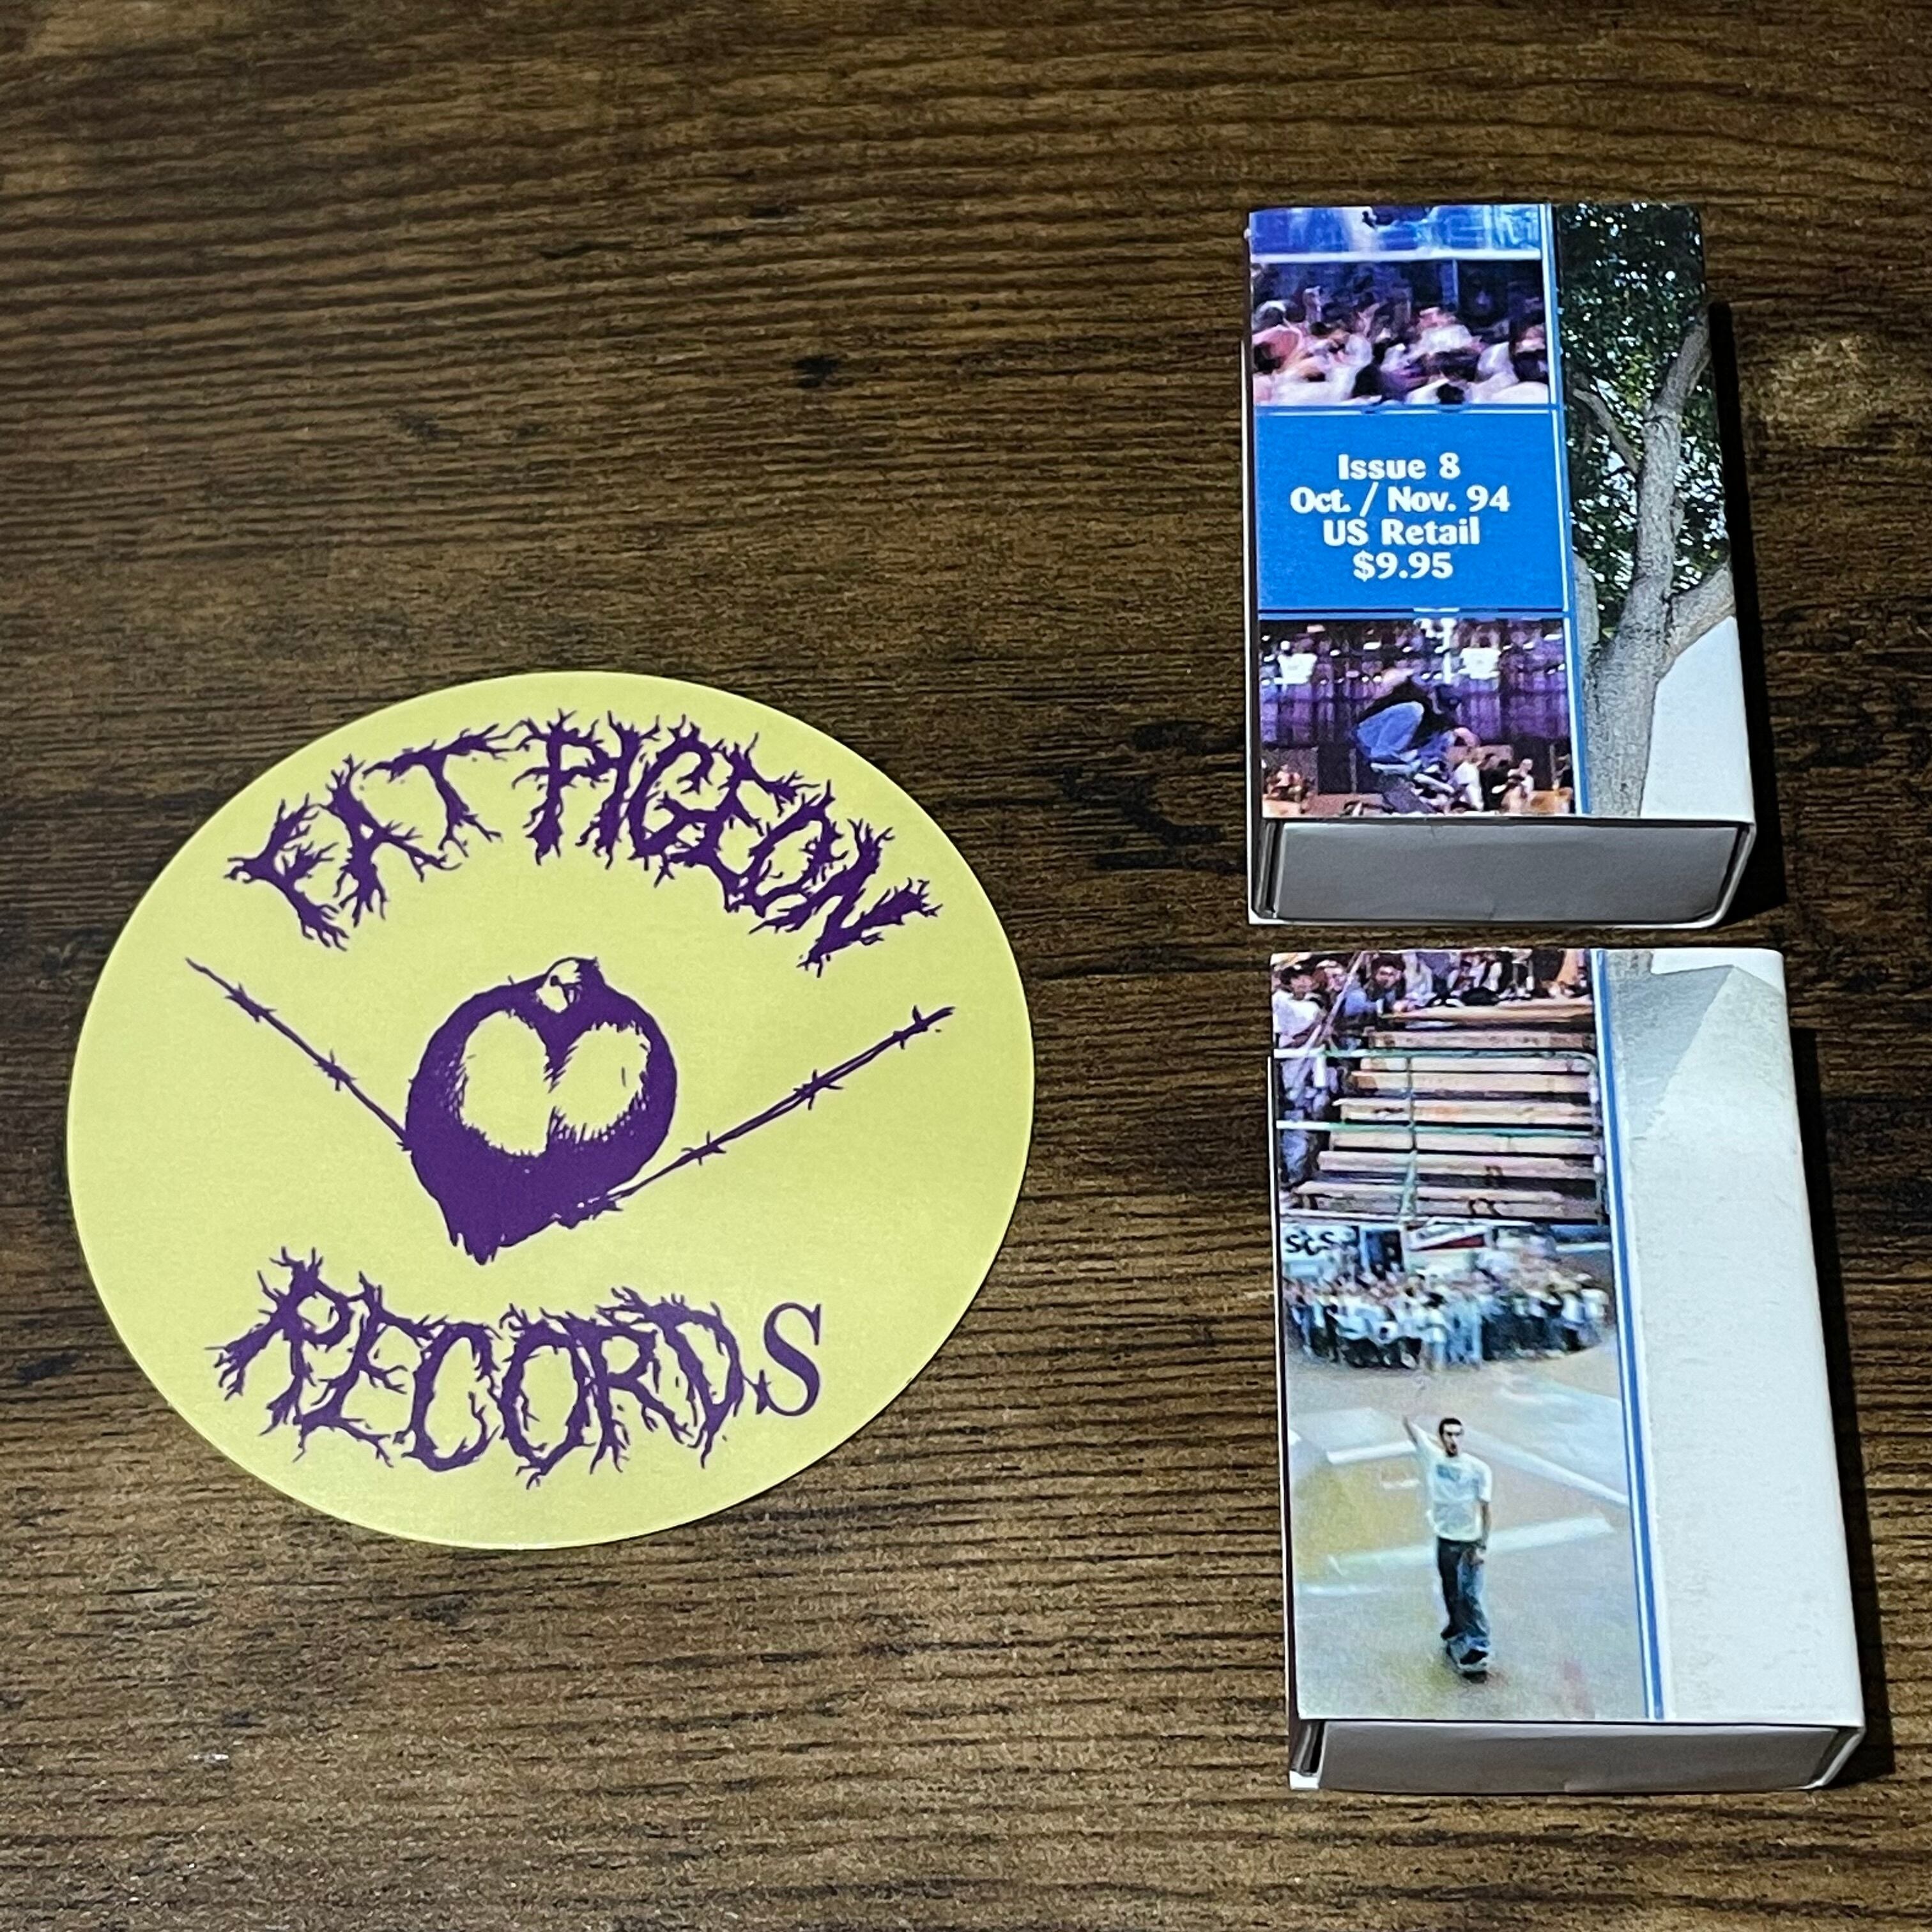 EAT PIGEON
RECORDS
Issue 8
Oct. / Nov. 94
US Retail
$9.95